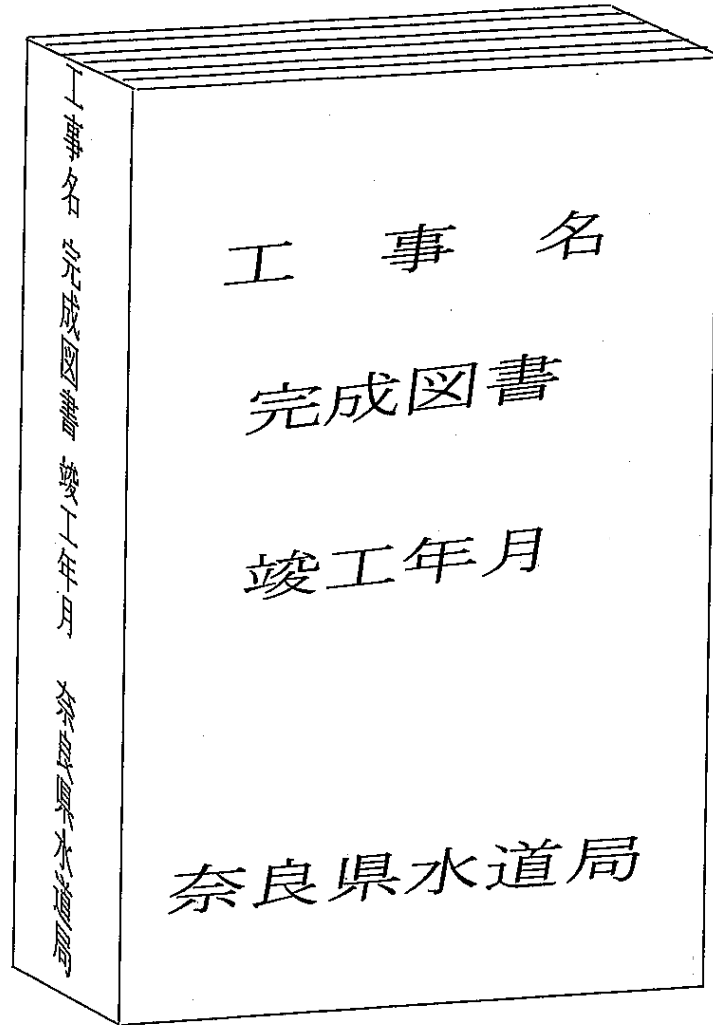 工事名 完成図書 竣工年月 奈良県水道局
工事名
完成図書
竣工年月
奈良県水道局